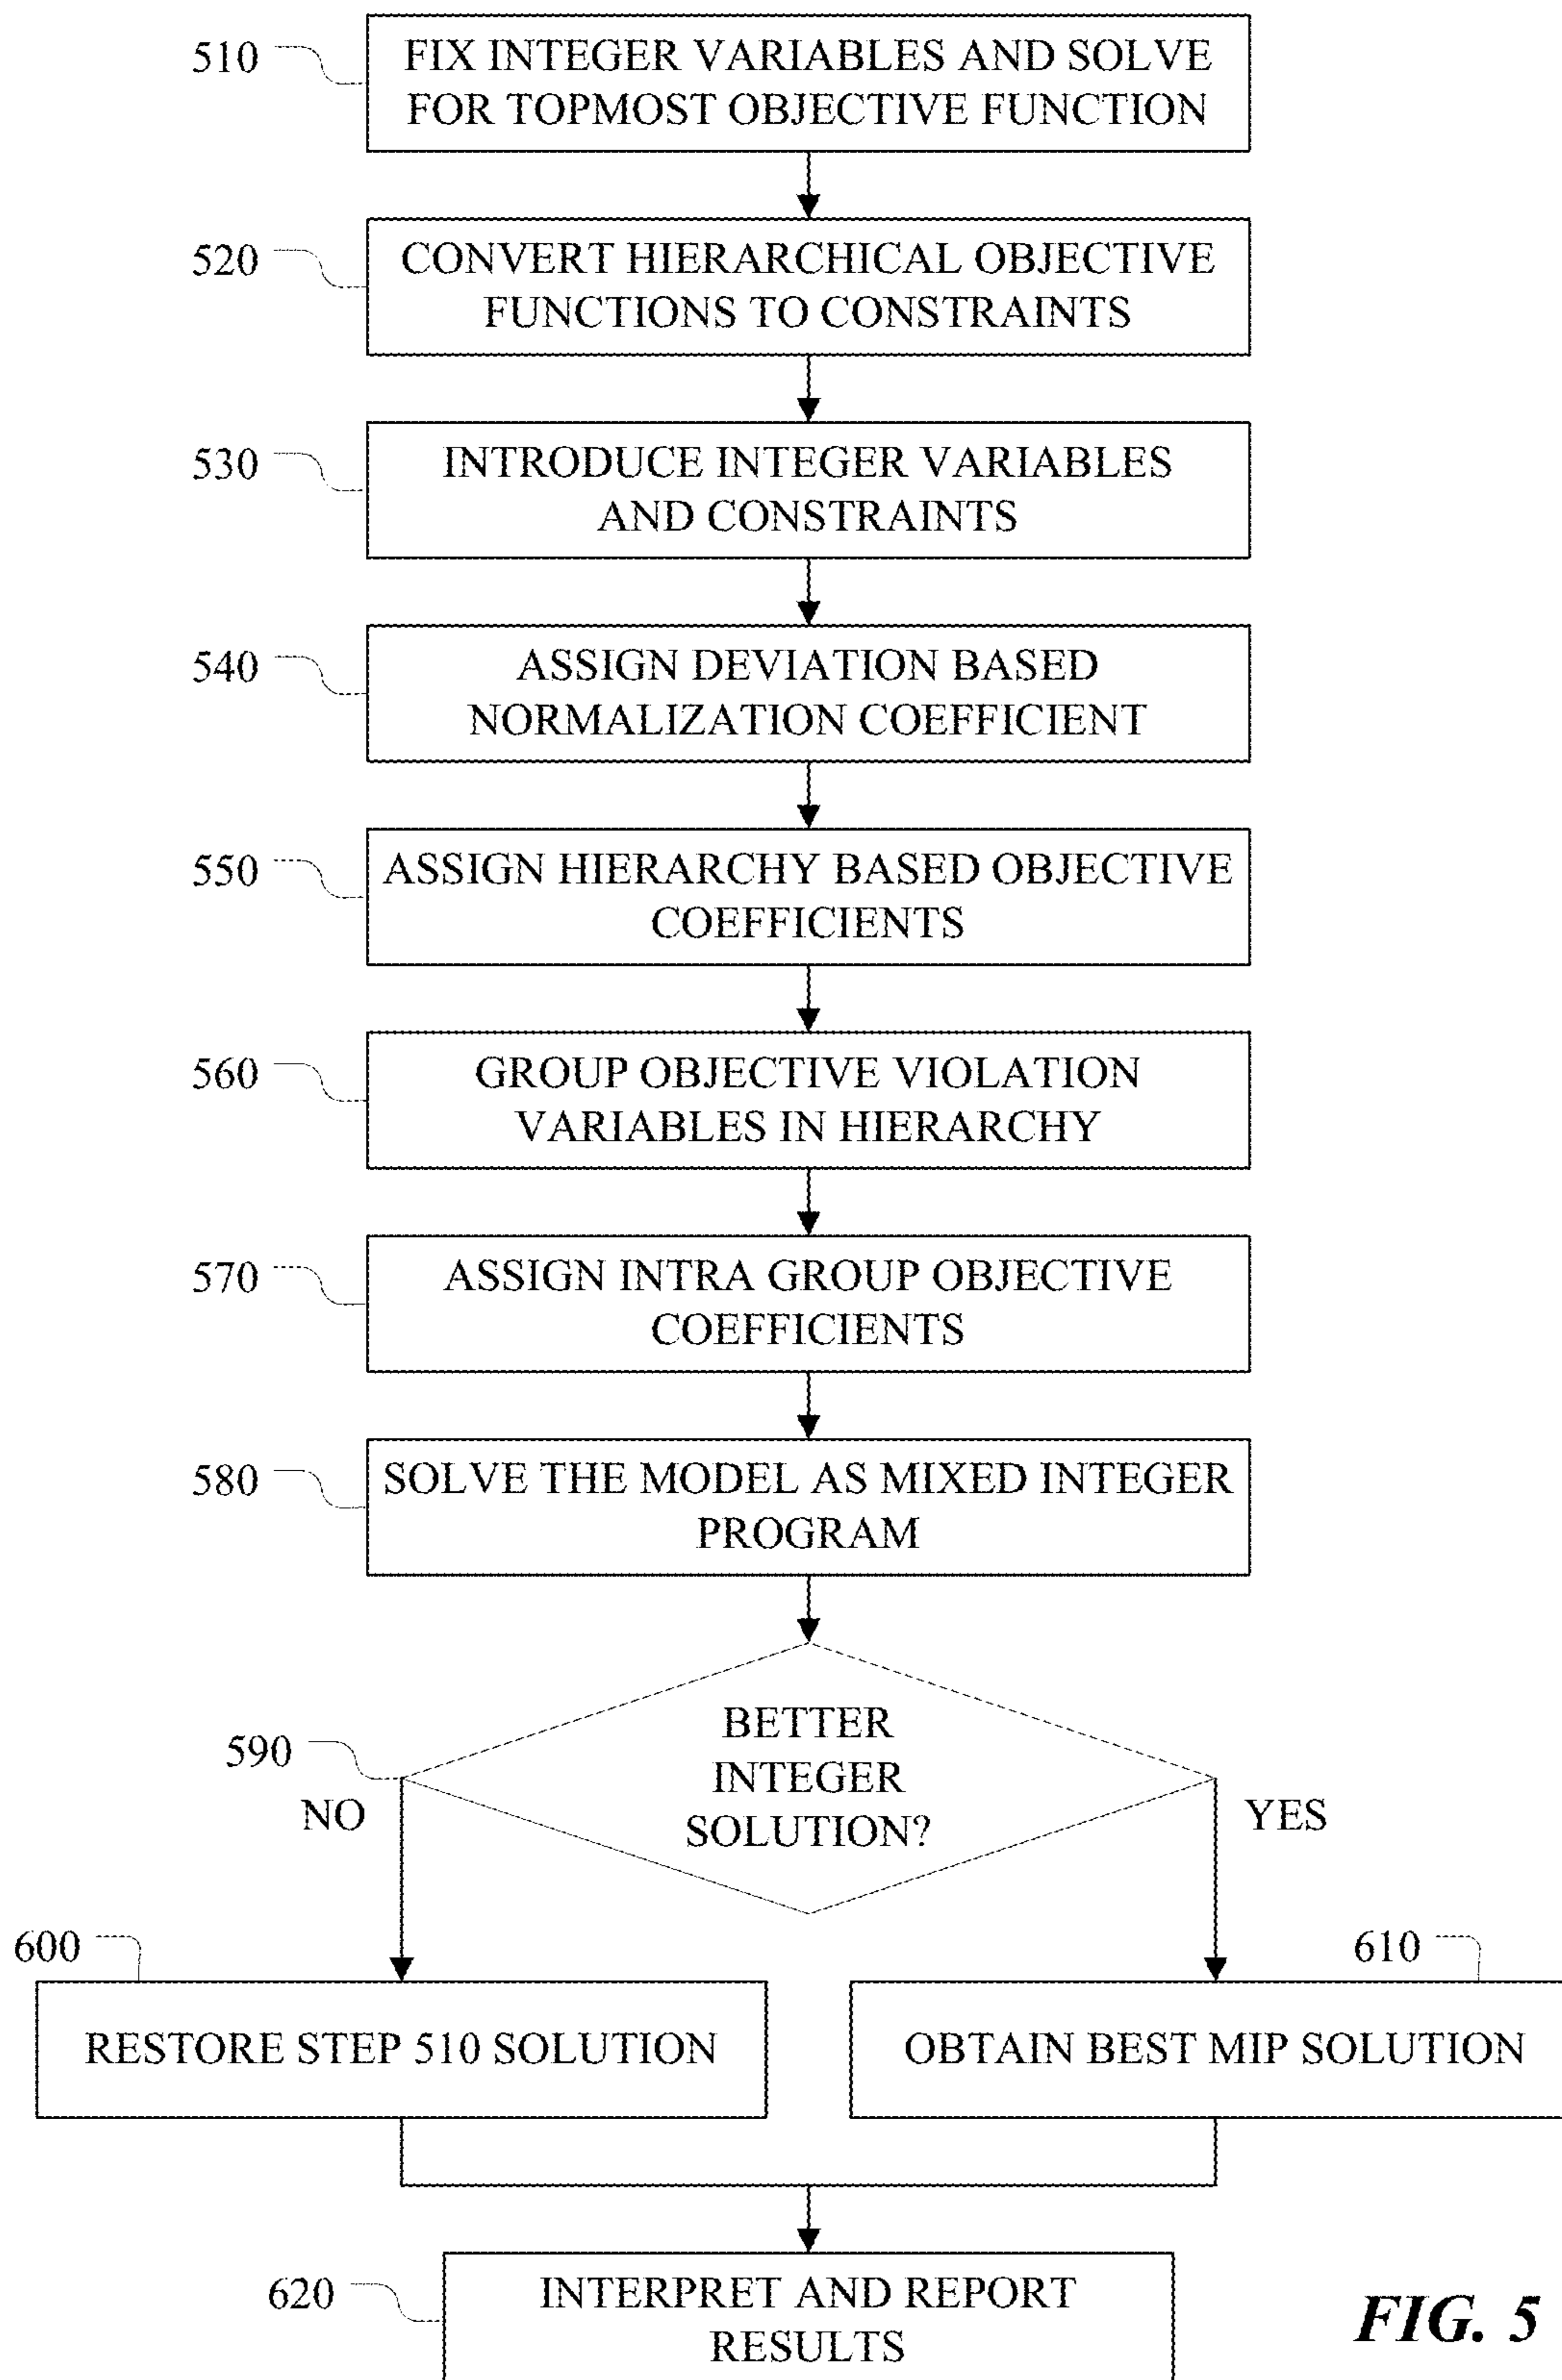 510
FIX INTEGER VARIABLES AND SOLVE
FOR TOPMOST OBJECTIVE FUNCTION
520
CONVERT HIERARCHICAL OBJECTIVE
FUNCTIONS TO CONSTRAINTS
530
INTRODUCE INTEGER VARIABLES
AND CONSTRAINTS
540
ASSIGN DEVIATION BASED
NORMALIZATION COEFFICIENT
550
ASSIGN HIERARCHY BASED OBJECTIVE
COEFFICIENTS
560
GROUP OBJECTIVE VIOLATION
VARIABLES IN HIERARCHY
570
ASSIGN INTRA GROUP OBJECTIVE
COEFFICIENTS
580
SOLVE THE MODEL AS MIXED INTEGER
PROGRAM
590
BETTER
INTEGER
SOLUTION?
NO
YES
600
RESTORE STEP 510 SOLUTION
610
OBTAIN BEST MIP SOLUTION
620
INTERPRET AND REPORT
RESULTS
FIG. 5